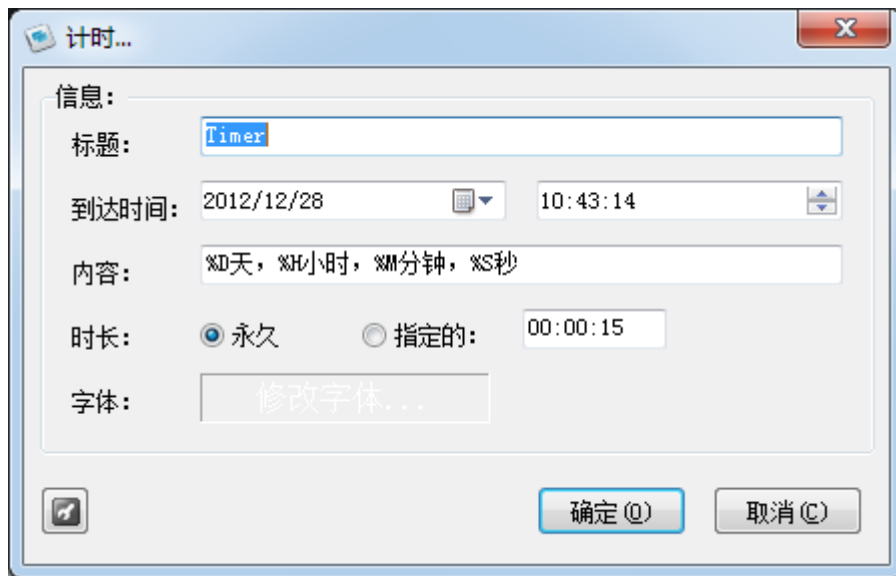 计时...
信息:
标题:
Timer
到达时间:
2012/12/28
10:43:14
内容:
%D天，%H小时，%M分钟，%S秒
时长:
永久
指定的:
00:00:15
字体:
修改字体...
确定(O)
取消(C)